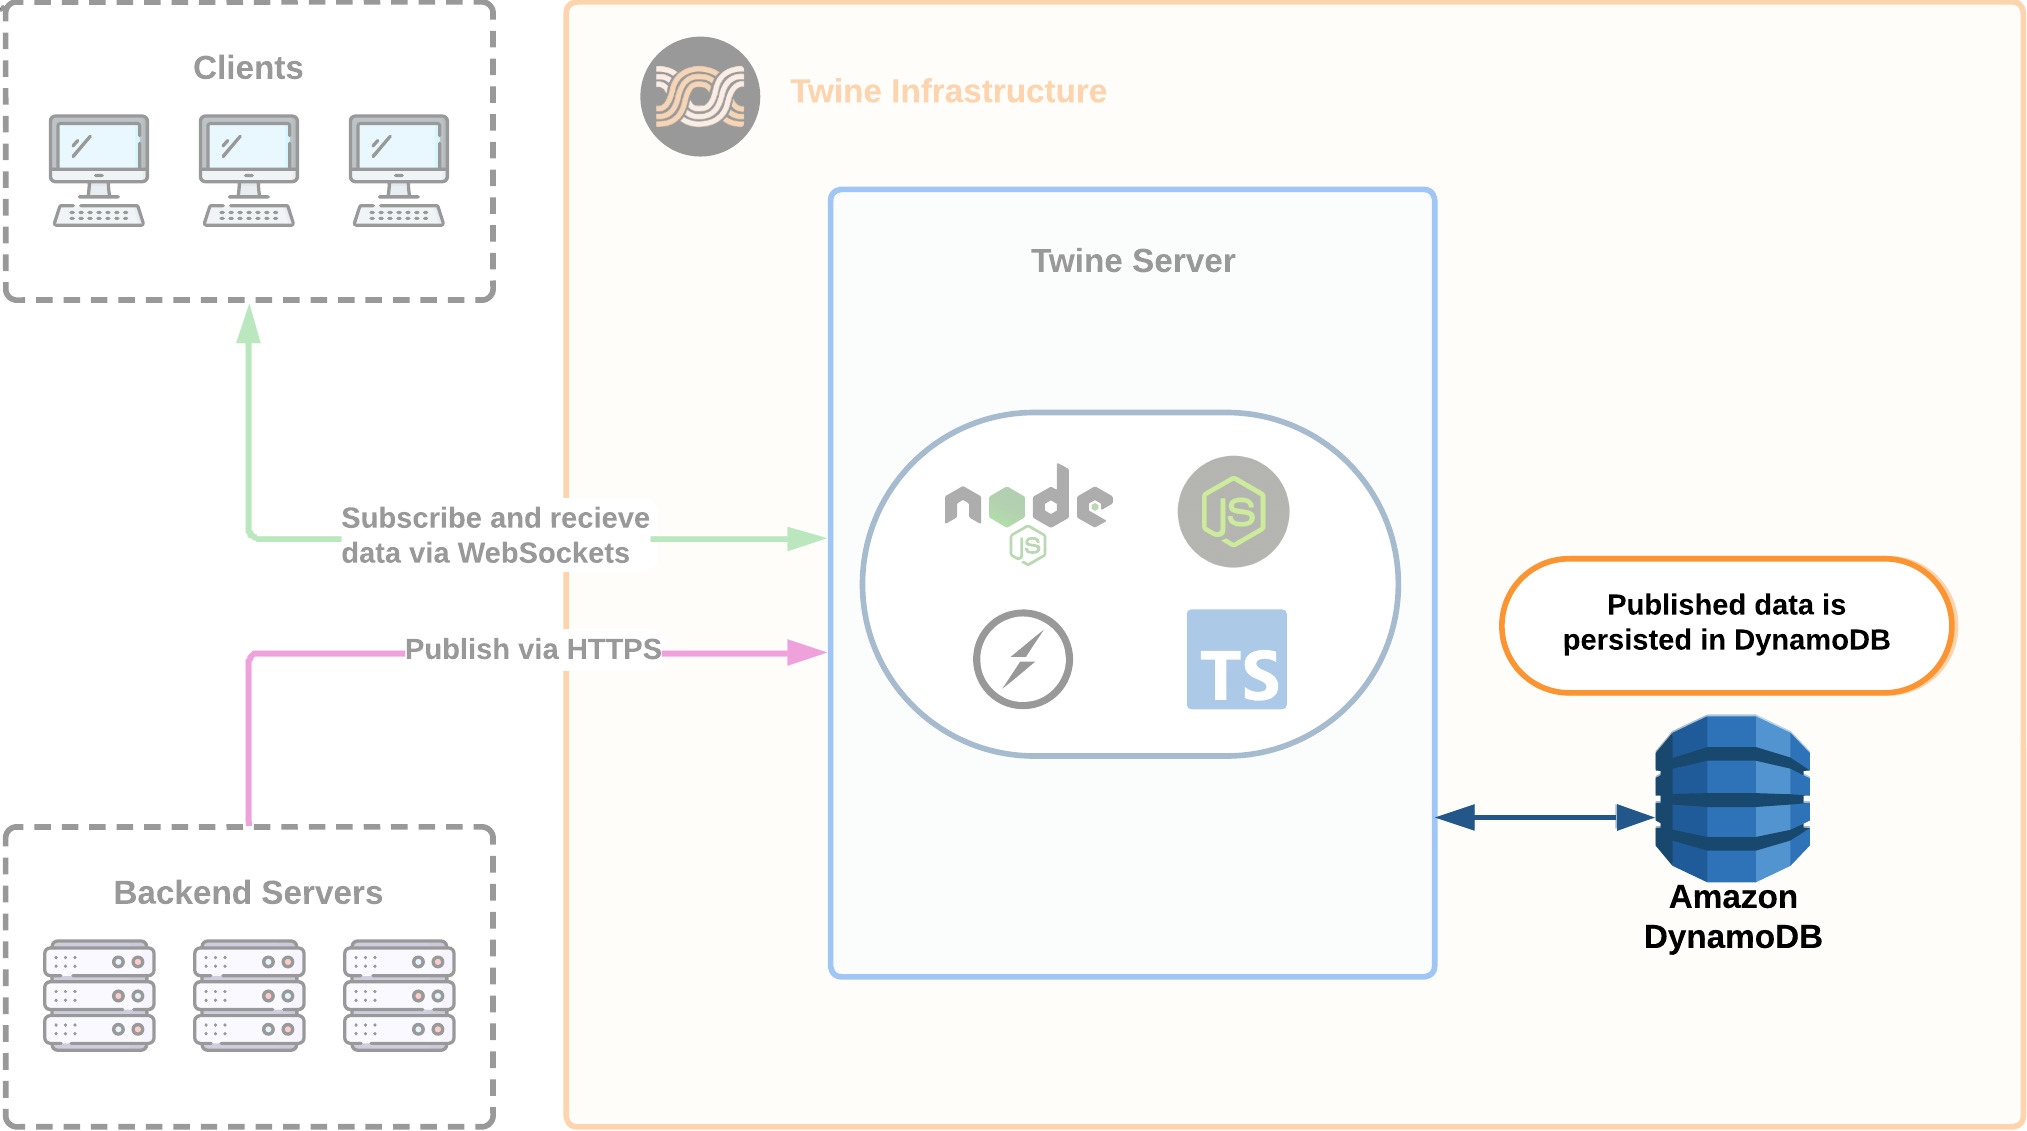 Clients
Twine Infrastructure
Twine Server
Subscribe and recieve
data via WebSockets
Publish via HTTPS
node
JS
JS
TS
Published data is
persisted in DynamoDB
Amazon
DynamoDB
Backend Servers